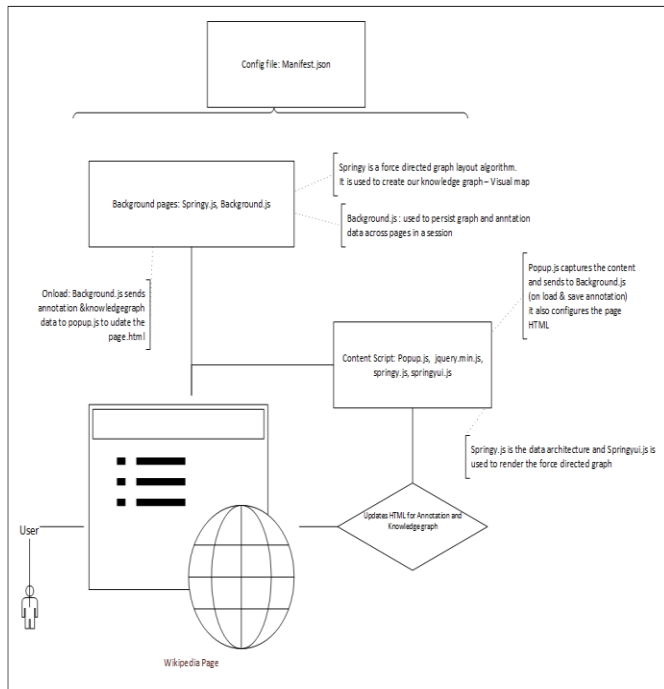 Config file: Manifest.json
Springy is a force directed graph layout algorithm.
It is used to create our knowledge graph – Visual map
Background pages: Springy.js, Background.js
Background.js : used to persist graph and anntation
data across pages in a session
Popup.js captures the content
and sends to Background.js
(on load & save annotation)
it also configures the page
HTML
Onload: Background.js sends
annotation &knowledgegraph
data to popup.js to udate the
page.html
Content Script: Popup.js, jquery.min.js,
springy.js, springyui.js
Springy.js is the data architecture and Springyui.js is
used to render the force directed graph
Updates HTML for Annotation and
Knowledge graph
User
Wikipedia Page